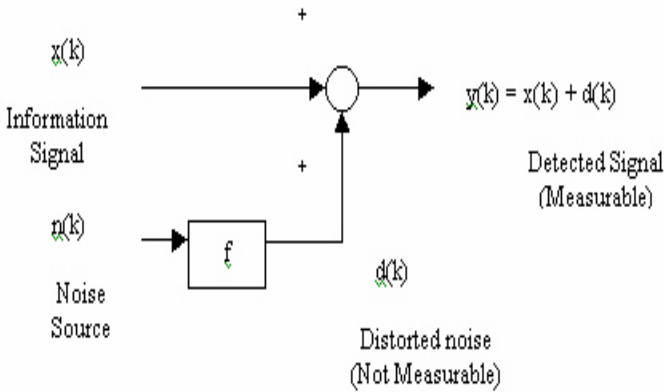 +
x(k)
Information
Signal
y(k) = x(k) + d(k)
Detected Signal
(Measurable)
+
n(k)
f
Noise
Source
d(k)
Distorted noise
(Not Measurable)